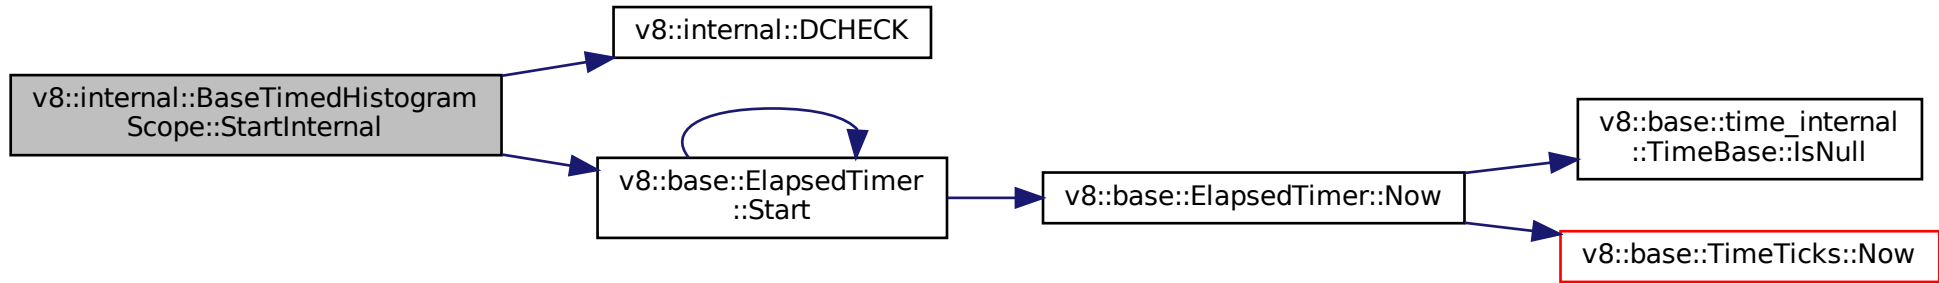 v8::internal::DCHECK
v8::internal::BaseTimedHistogram
Scope::StartInternal
v8::base::ElapsedTimer
::Start
v8::base::ElapsedTimer::Now
v8::base::time_internal
::TimeBase::IsNull
v8::base::TimeTicks::Now